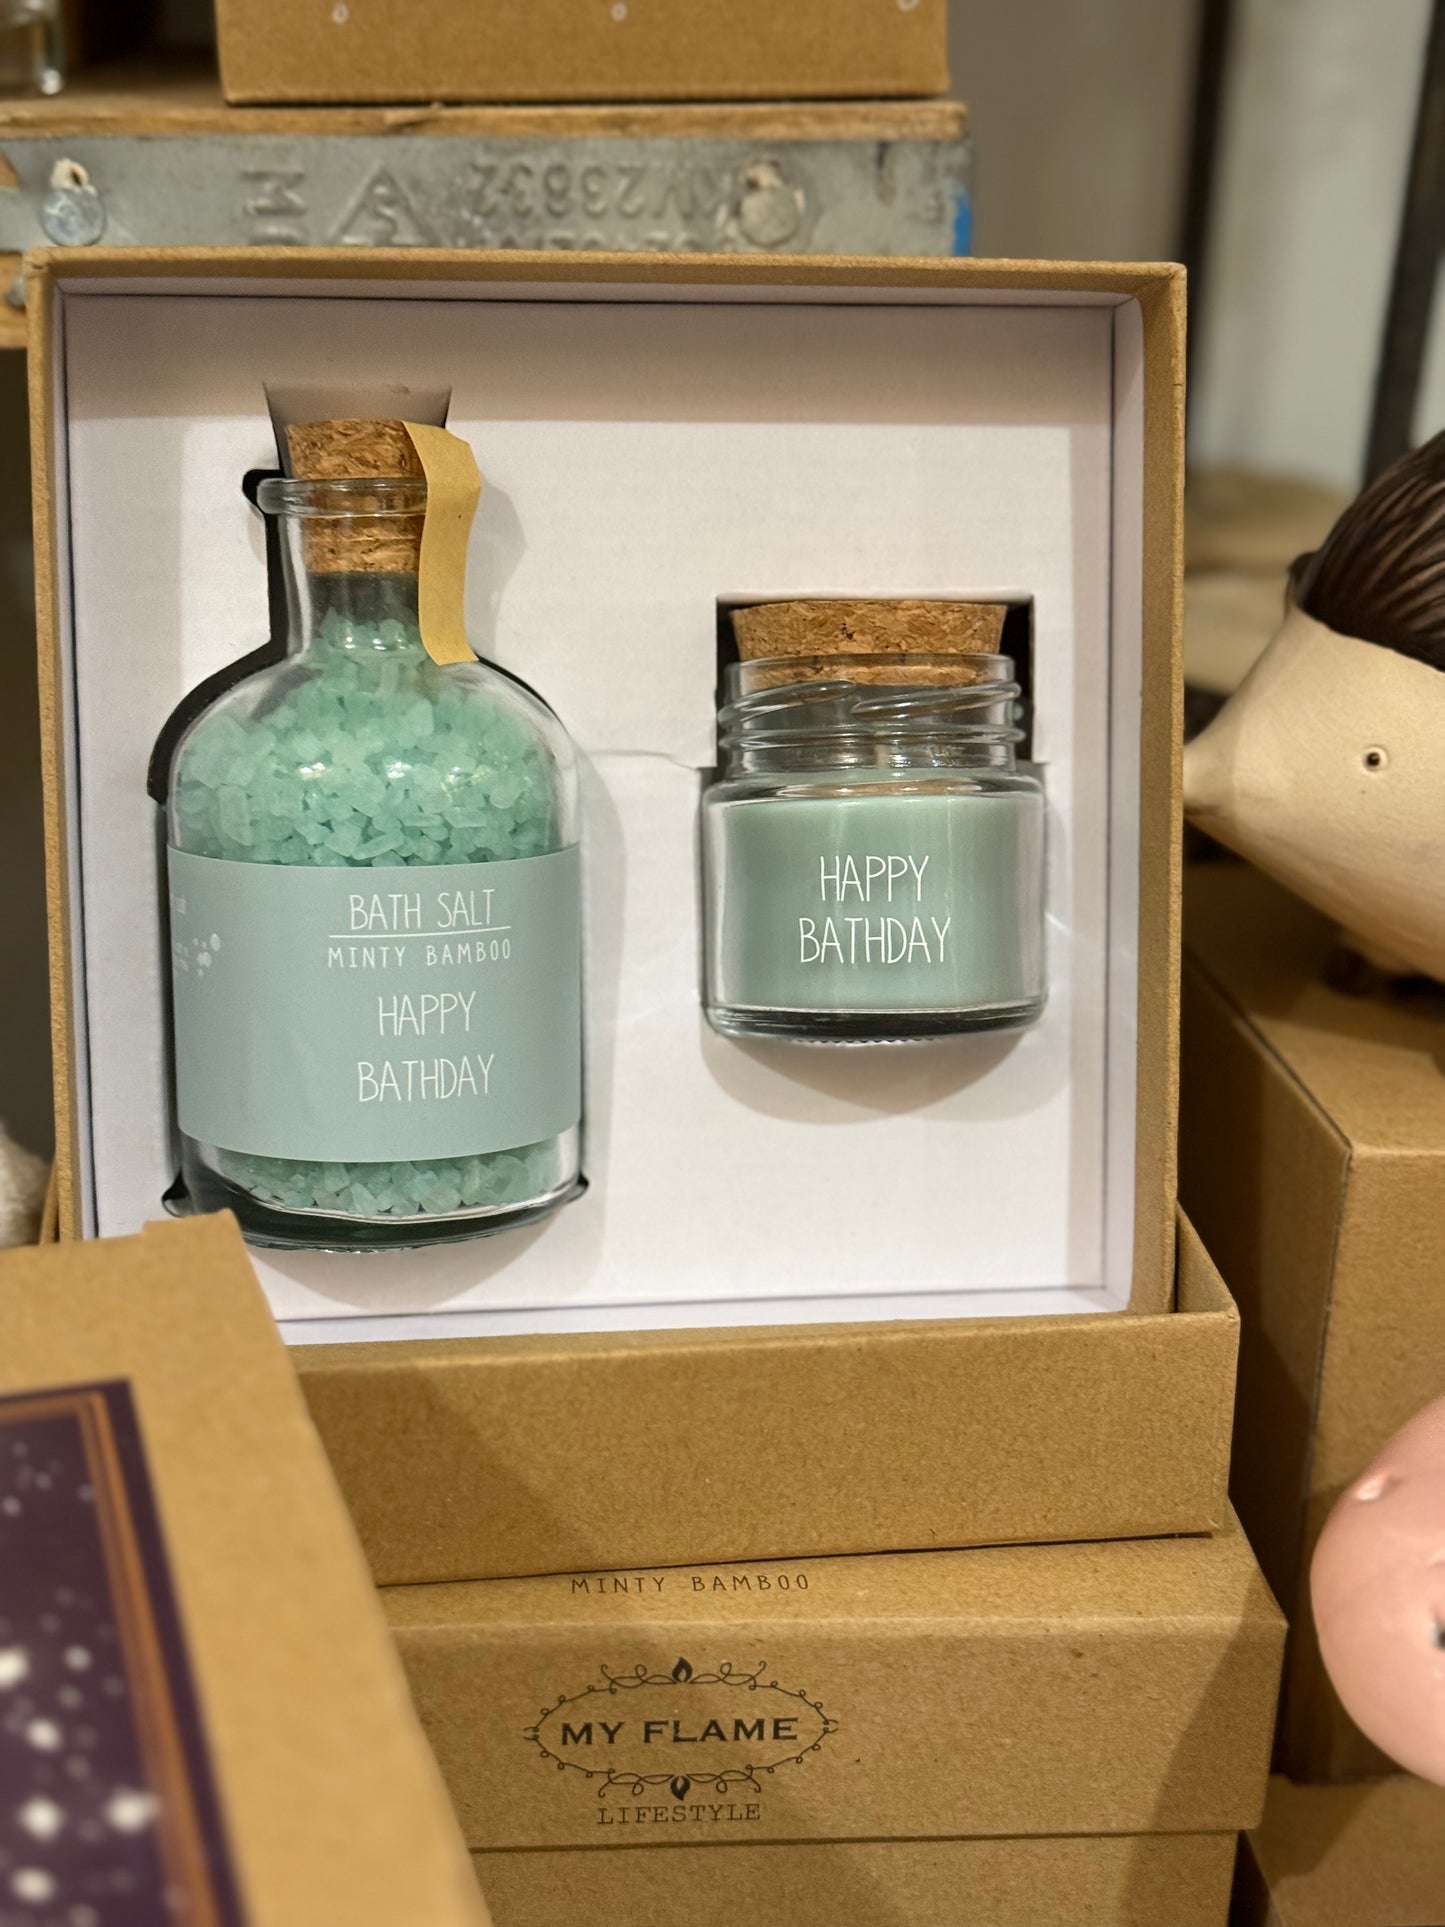 BATH SALT
MINTY BAMBOO
HAPPY
BATHDAY
HAPPY
BATHDAY
MINTY BAMBOO
MY FLAME
LIFESTYLE